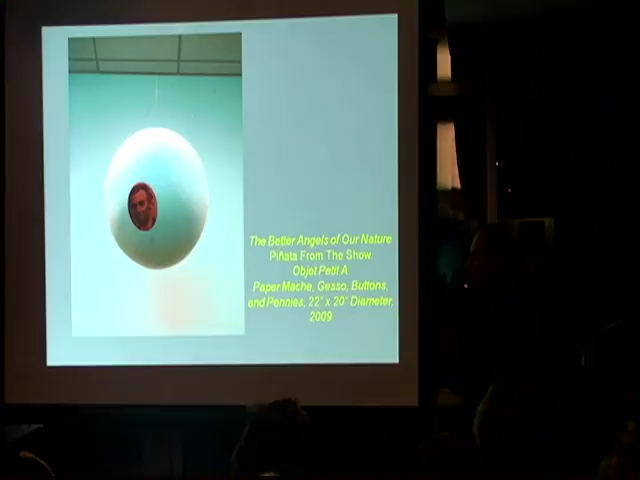 The Better Angels of Our Nature
Piñata From The Show
Objet Petit A
Paper Mache, Gesso, Buttons,
and Pennies, 22" x 20" Diameter,
2009